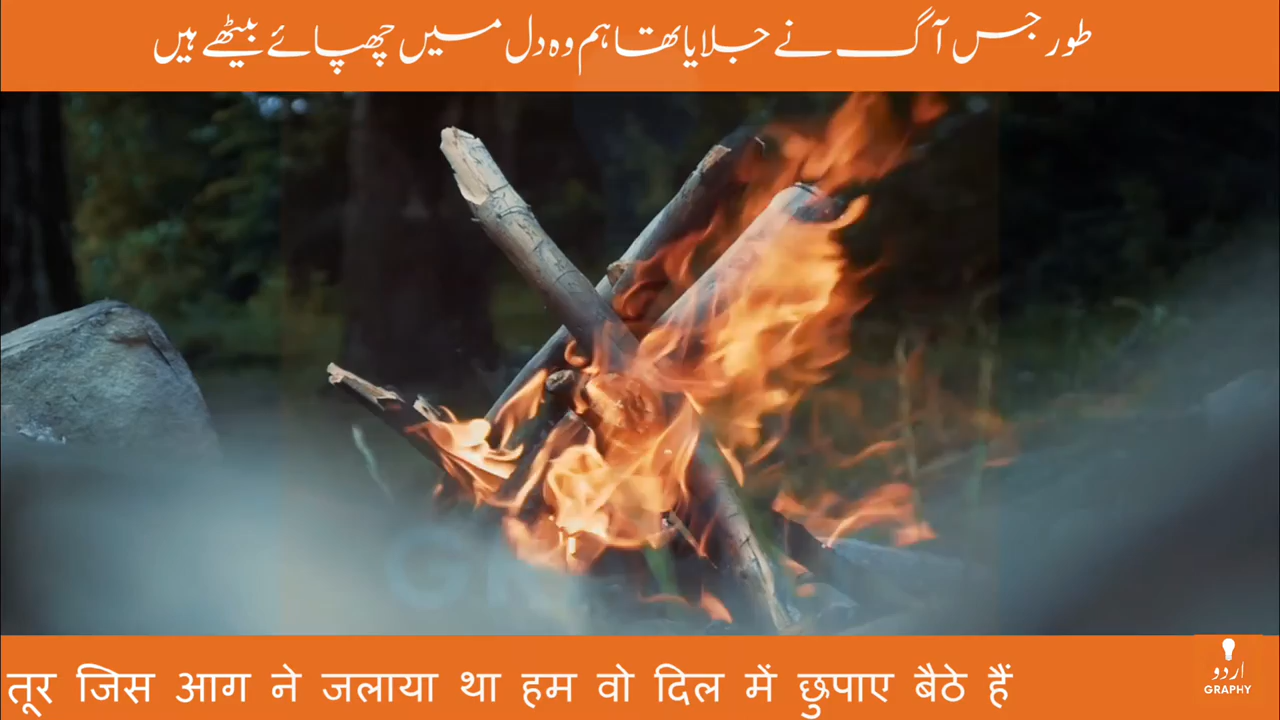 طور جس آگ نے جلایا تھا ہم وہ دل میں چھپائے بیٹھے ہیں
तूर जिस आग ने जलाया था हम वो दिल में छुपाए बैठे हैं
اردو
GRAPHY